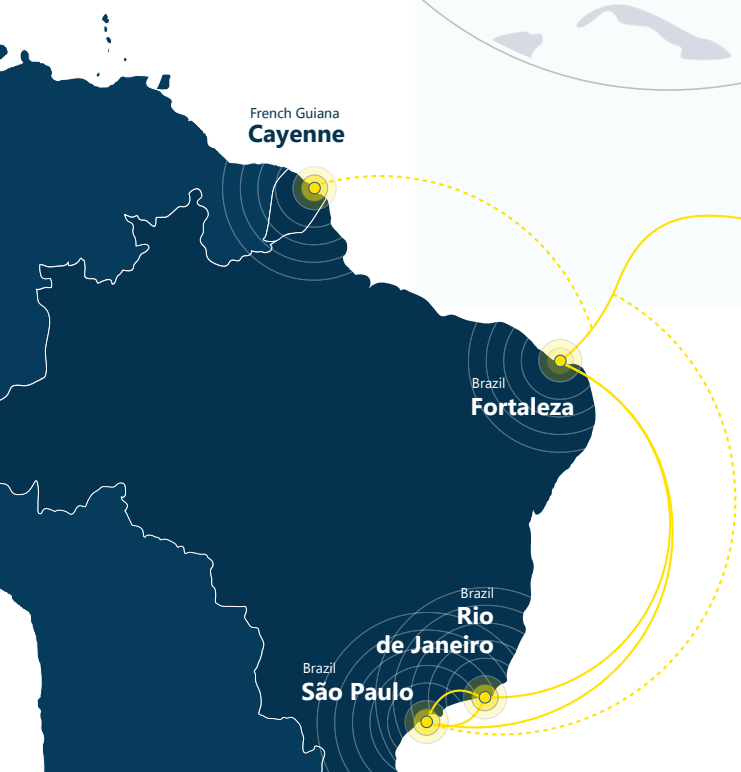 French Guiana
Cayenne
Brazil
Fortaleza
Brazil
Rio
de Janeiro
Brazil
São Paulo